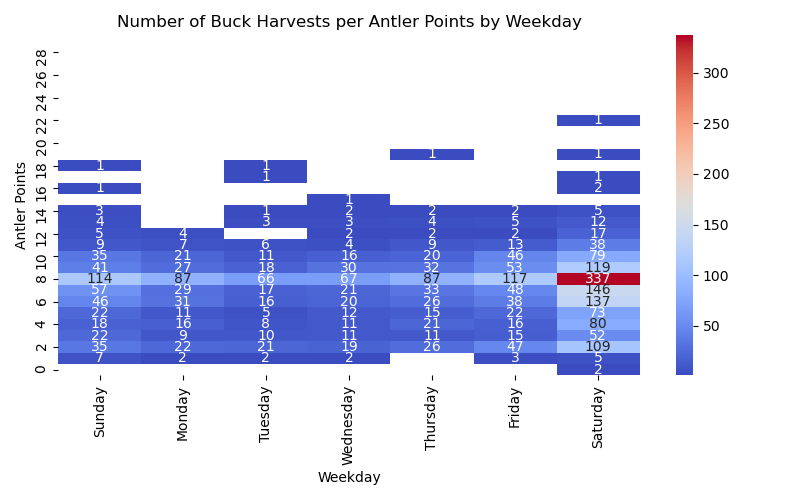 Number of Buck Harvests per Antler Points by Weekday
28
26
24
22 1
20
1 1
18 1 1
1 1
16 1 2
1
14 3 1 2 2 2 5
4 3 3 4 5 12
12 5 4 2 2 2 17
9 7 6 4 9 13 38
10 35 21 11 16 20 46 79
41 27 18 30 32 53 119
8 114 87 66 67 87 117 337
57 29 17 21 33 48 146
6 46 31 16 20 26 38 137
22 11 5 12 15 22 73
4 18 16 8 11 21 16 80
22 9 10 11 11 15 52
2 35 22 21 19 26 47 109
7 2 2 2 3 5
0 2
Antler Points
Sunday Monday Tuesday Wednesday Thursday Friday Saturday
Weekday
300
250
200
150
100
50